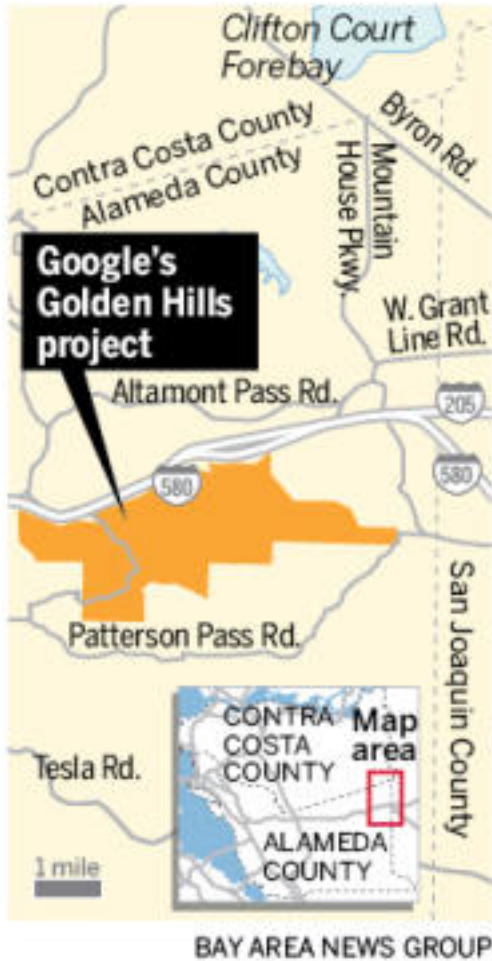 Clifton Court
Forebay
Byron Rd.
Contra Costa County
Alameda County
Mountain
House Pkwy.
Google's
Golden Hills
project
W. Grant
Line Rd.
Altamont Pass Rd.
205
580
580
San Joaquin County
Patterson Pass Rd.
CONTRA
COSTA
COUNTY
Map
area
Tesla Rd.
ALAMEDA
COUNTY
1 mile
BAY AREA NEWS GROUP